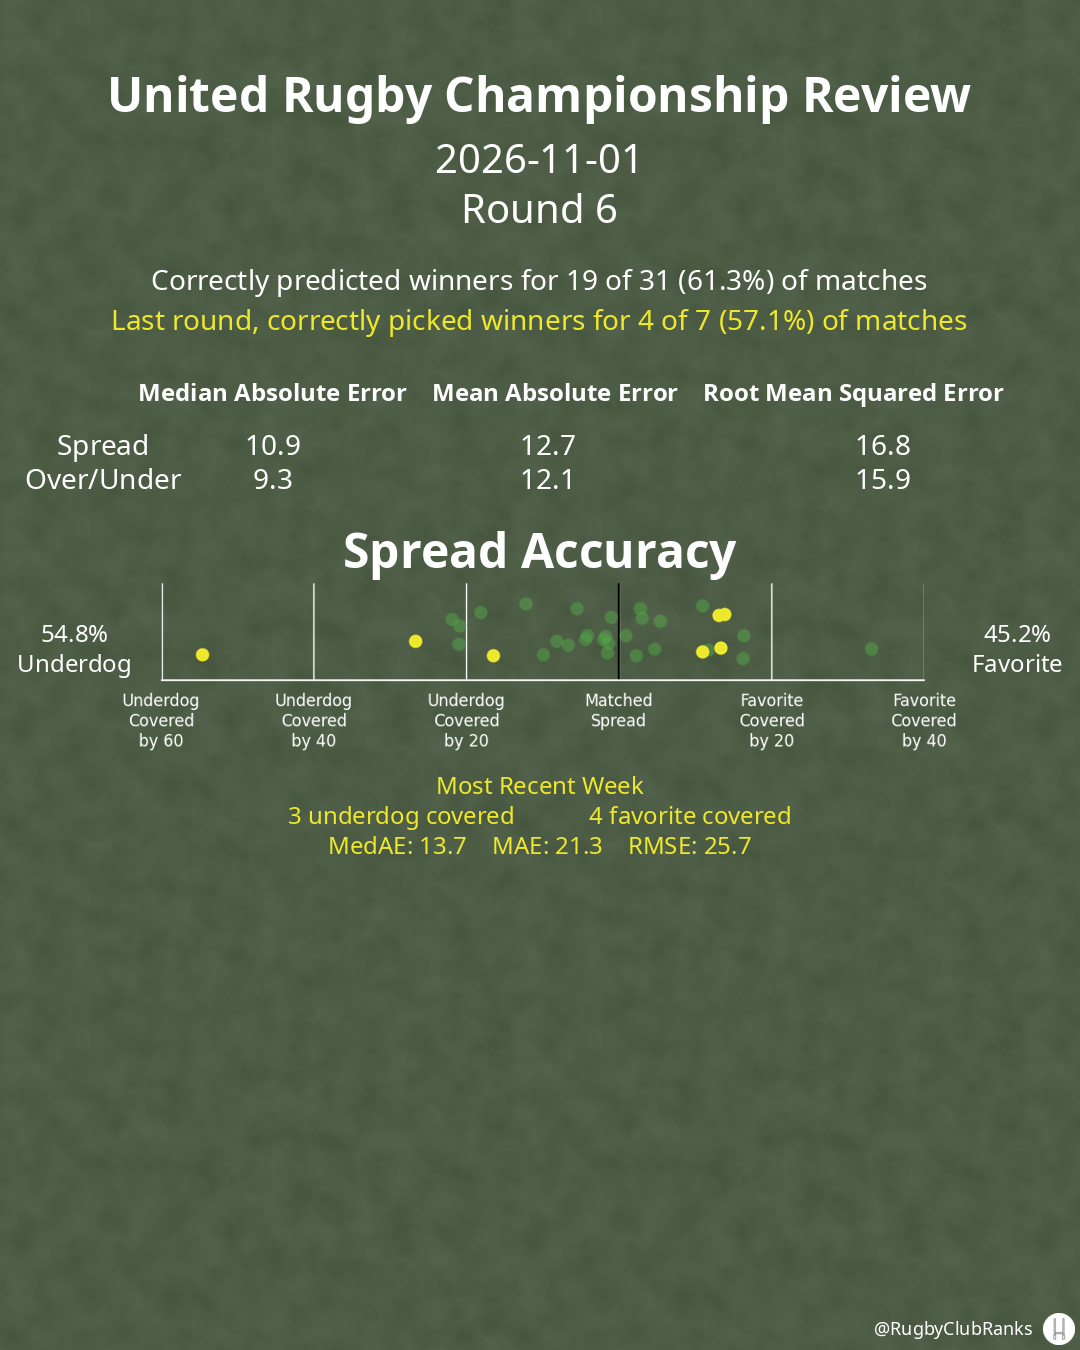 United Rugby Championship Review
2026-11-01
Round 6
Correctly predicted winners for 19 of 31 (61.3%) of matches
Last round, correctly picked winners for 4 of 7 (57.1%) of matches
Median Absolute Error Mean Absolute Error Root Mean Squared Error
Spread 10.9 12.7 16.8
Over/Under 9.3 12.1 15.9
Spread Accuracy
54.8%
Underdog
45.2%
Favorite
Underdog
Covered
by 60
Underdog
Covered
by 40
Underdog
Covered
by 20
Matched
Spread
Favorite
Covered
by 20
Favorite
Covered
by 40
Most Recent Week
3 underdog covered 4 favorite covered
MedAE: 13.7 MAE: 21.3 RMSE: 25.7
@RugbyClubRanks